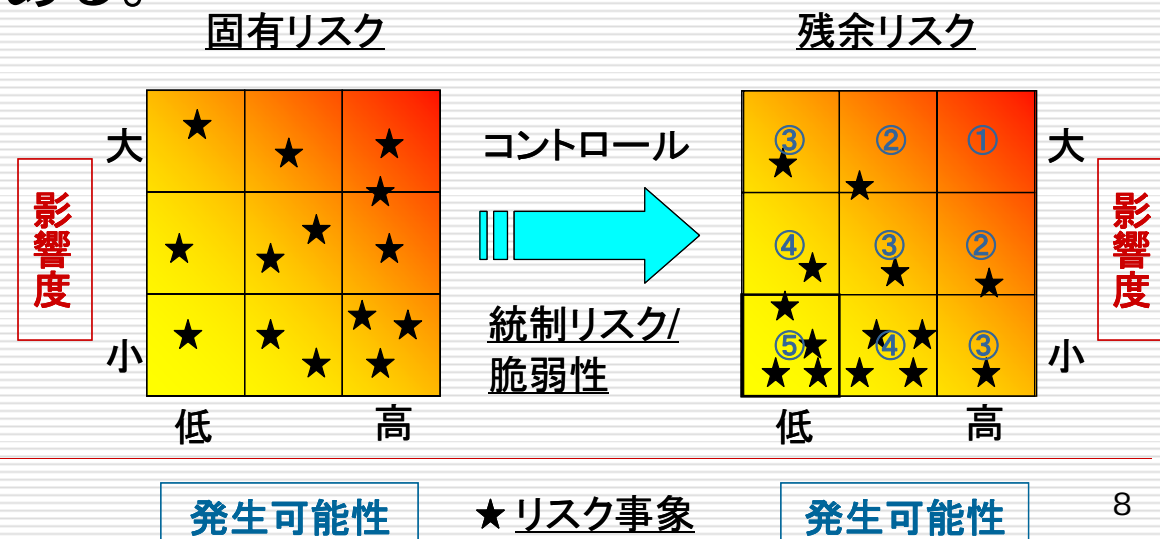 ある。
固有リスク
残余リスク
大
小
影響度
低
高
コントロール
統制リスク/
脆弱性
③ ② ①
④ ③ ②
⑤ ④ ③
大
小
影響度
低
高
発生可能性
★リスク事象
発生可能性
8